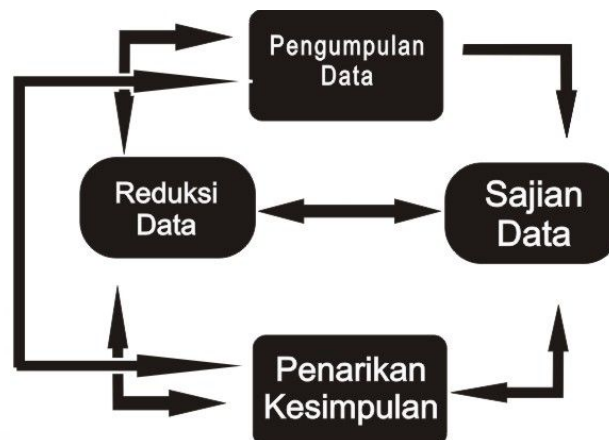 Pengumpulan
Data
Reduksi
Data
Sajian
Data
Penarikan
Kesimpulan